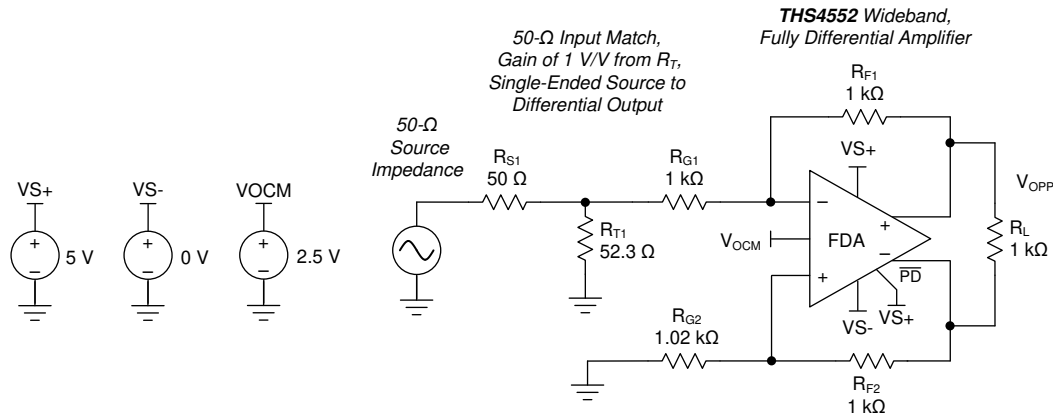 THS4552 Wideband,
Fully Differential Amplifier
50-Ω Input Match,
Gain of 1 V/V from RT,
Single-Ended Source to
Differential Output
50-Ω
Source
Impedance
RF1
1 kΩ
VS+
VS-
VOCM
5 V
0 V
2.5 V
RS1
50 Ω
RT1
52.3 Ω
RG1
1 kΩ
VS+
VOCM
FDA
PD
VS-
VS+
VOPP
RL
1 kΩ
RG2
1.02 kΩ
RF2
1 kΩ